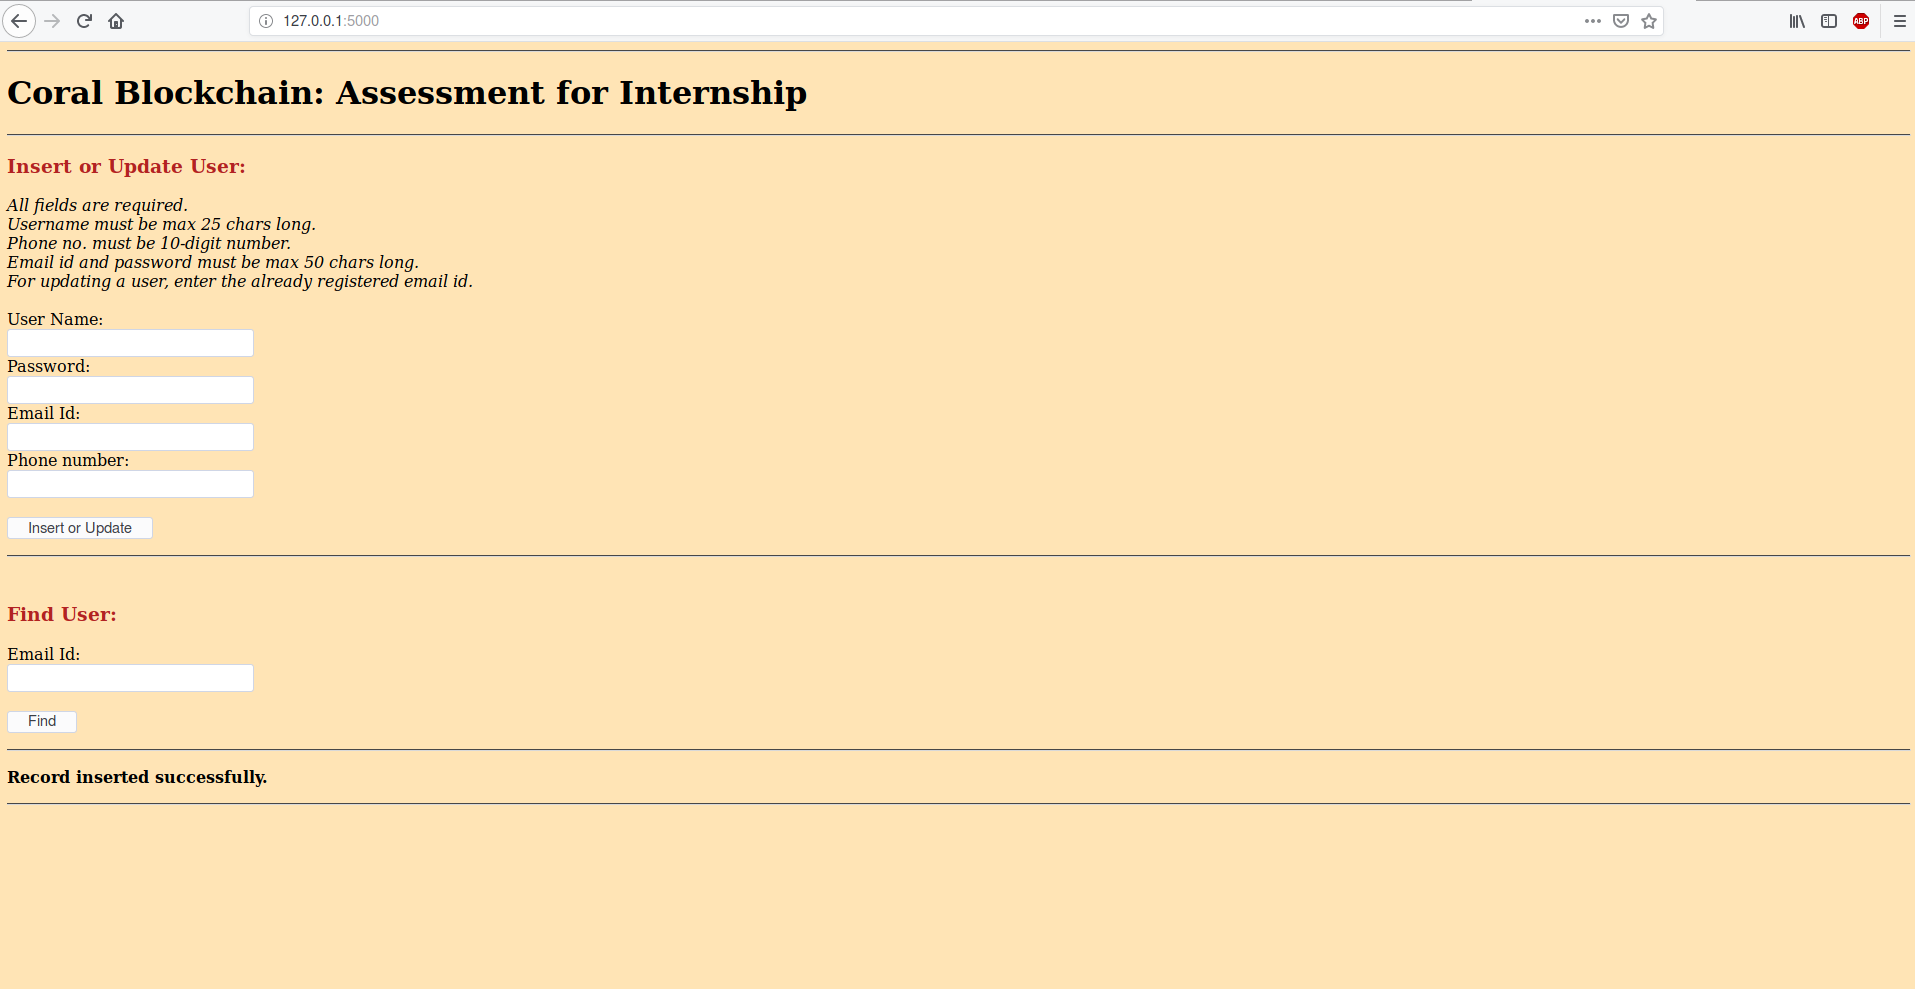 127.0.0.1:5000
ABP
Coral Blockchain: Assessment for Internship
Insert or Update User:
All fields are required.
Username must be max 25 chars long.
Phone no. must be 10-digit number.
Email id and password must be max 50 chars long.
For updating a user, enter the already registered email id.
User Name:
Password:
Email Id:
Phone number:
Insert or Update
Find User:
Email Id:
Find
Record inserted successfully.